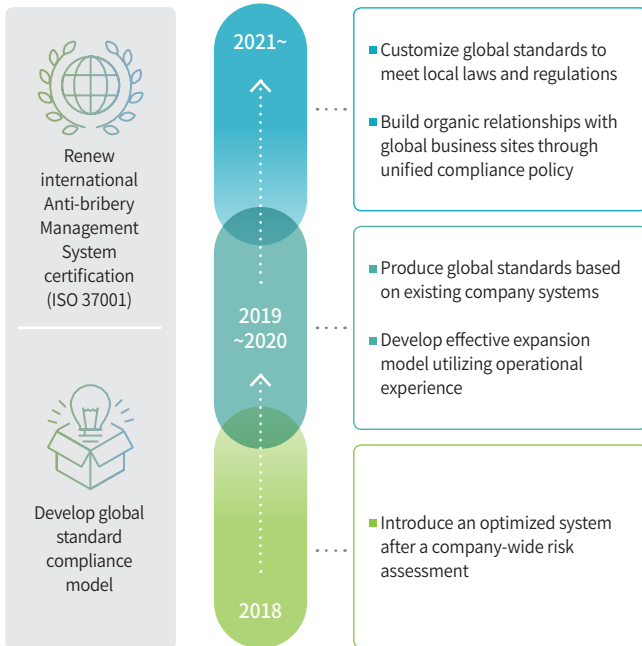 Renew
international
Anti-bribery
Management
System
certification
(ISO 37001)
Develop global
standard
compliance
model
2021~
■ Customize global standards to
meet local laws and regulations
■ Build organic relationships with
global business sites through
unified compliance policy
2019
~2020
■ Produce global standards based
on existing company systems
■ Develop effective expansion
model utilizing operational
experience
2018
■ Introduce an optimized system
after a company-wide risk
assessment